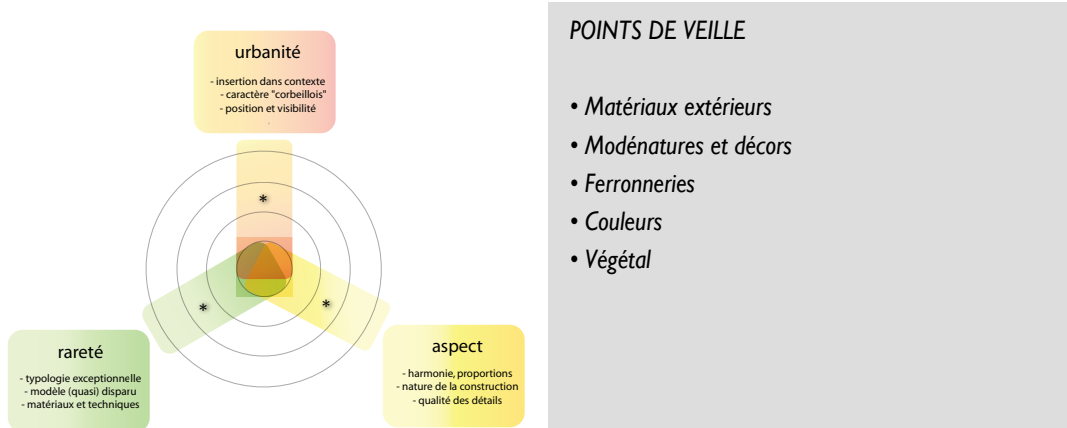 urbanité
- insertion dans contexte
- caractère "corbeillois"
- position et visibilité
*
*
*
rareté
- typologie exceptionnelle
- modèle (quasi) disparu
- matériaux et techniques
aspect
- harmonie, proportions
- nature de la construction
- qualité des détails
POINTS DE VEILLE
• Matériaux extérieurs
• Modénatures et décors
• Ferronneries
• Couleurs
• Végétal